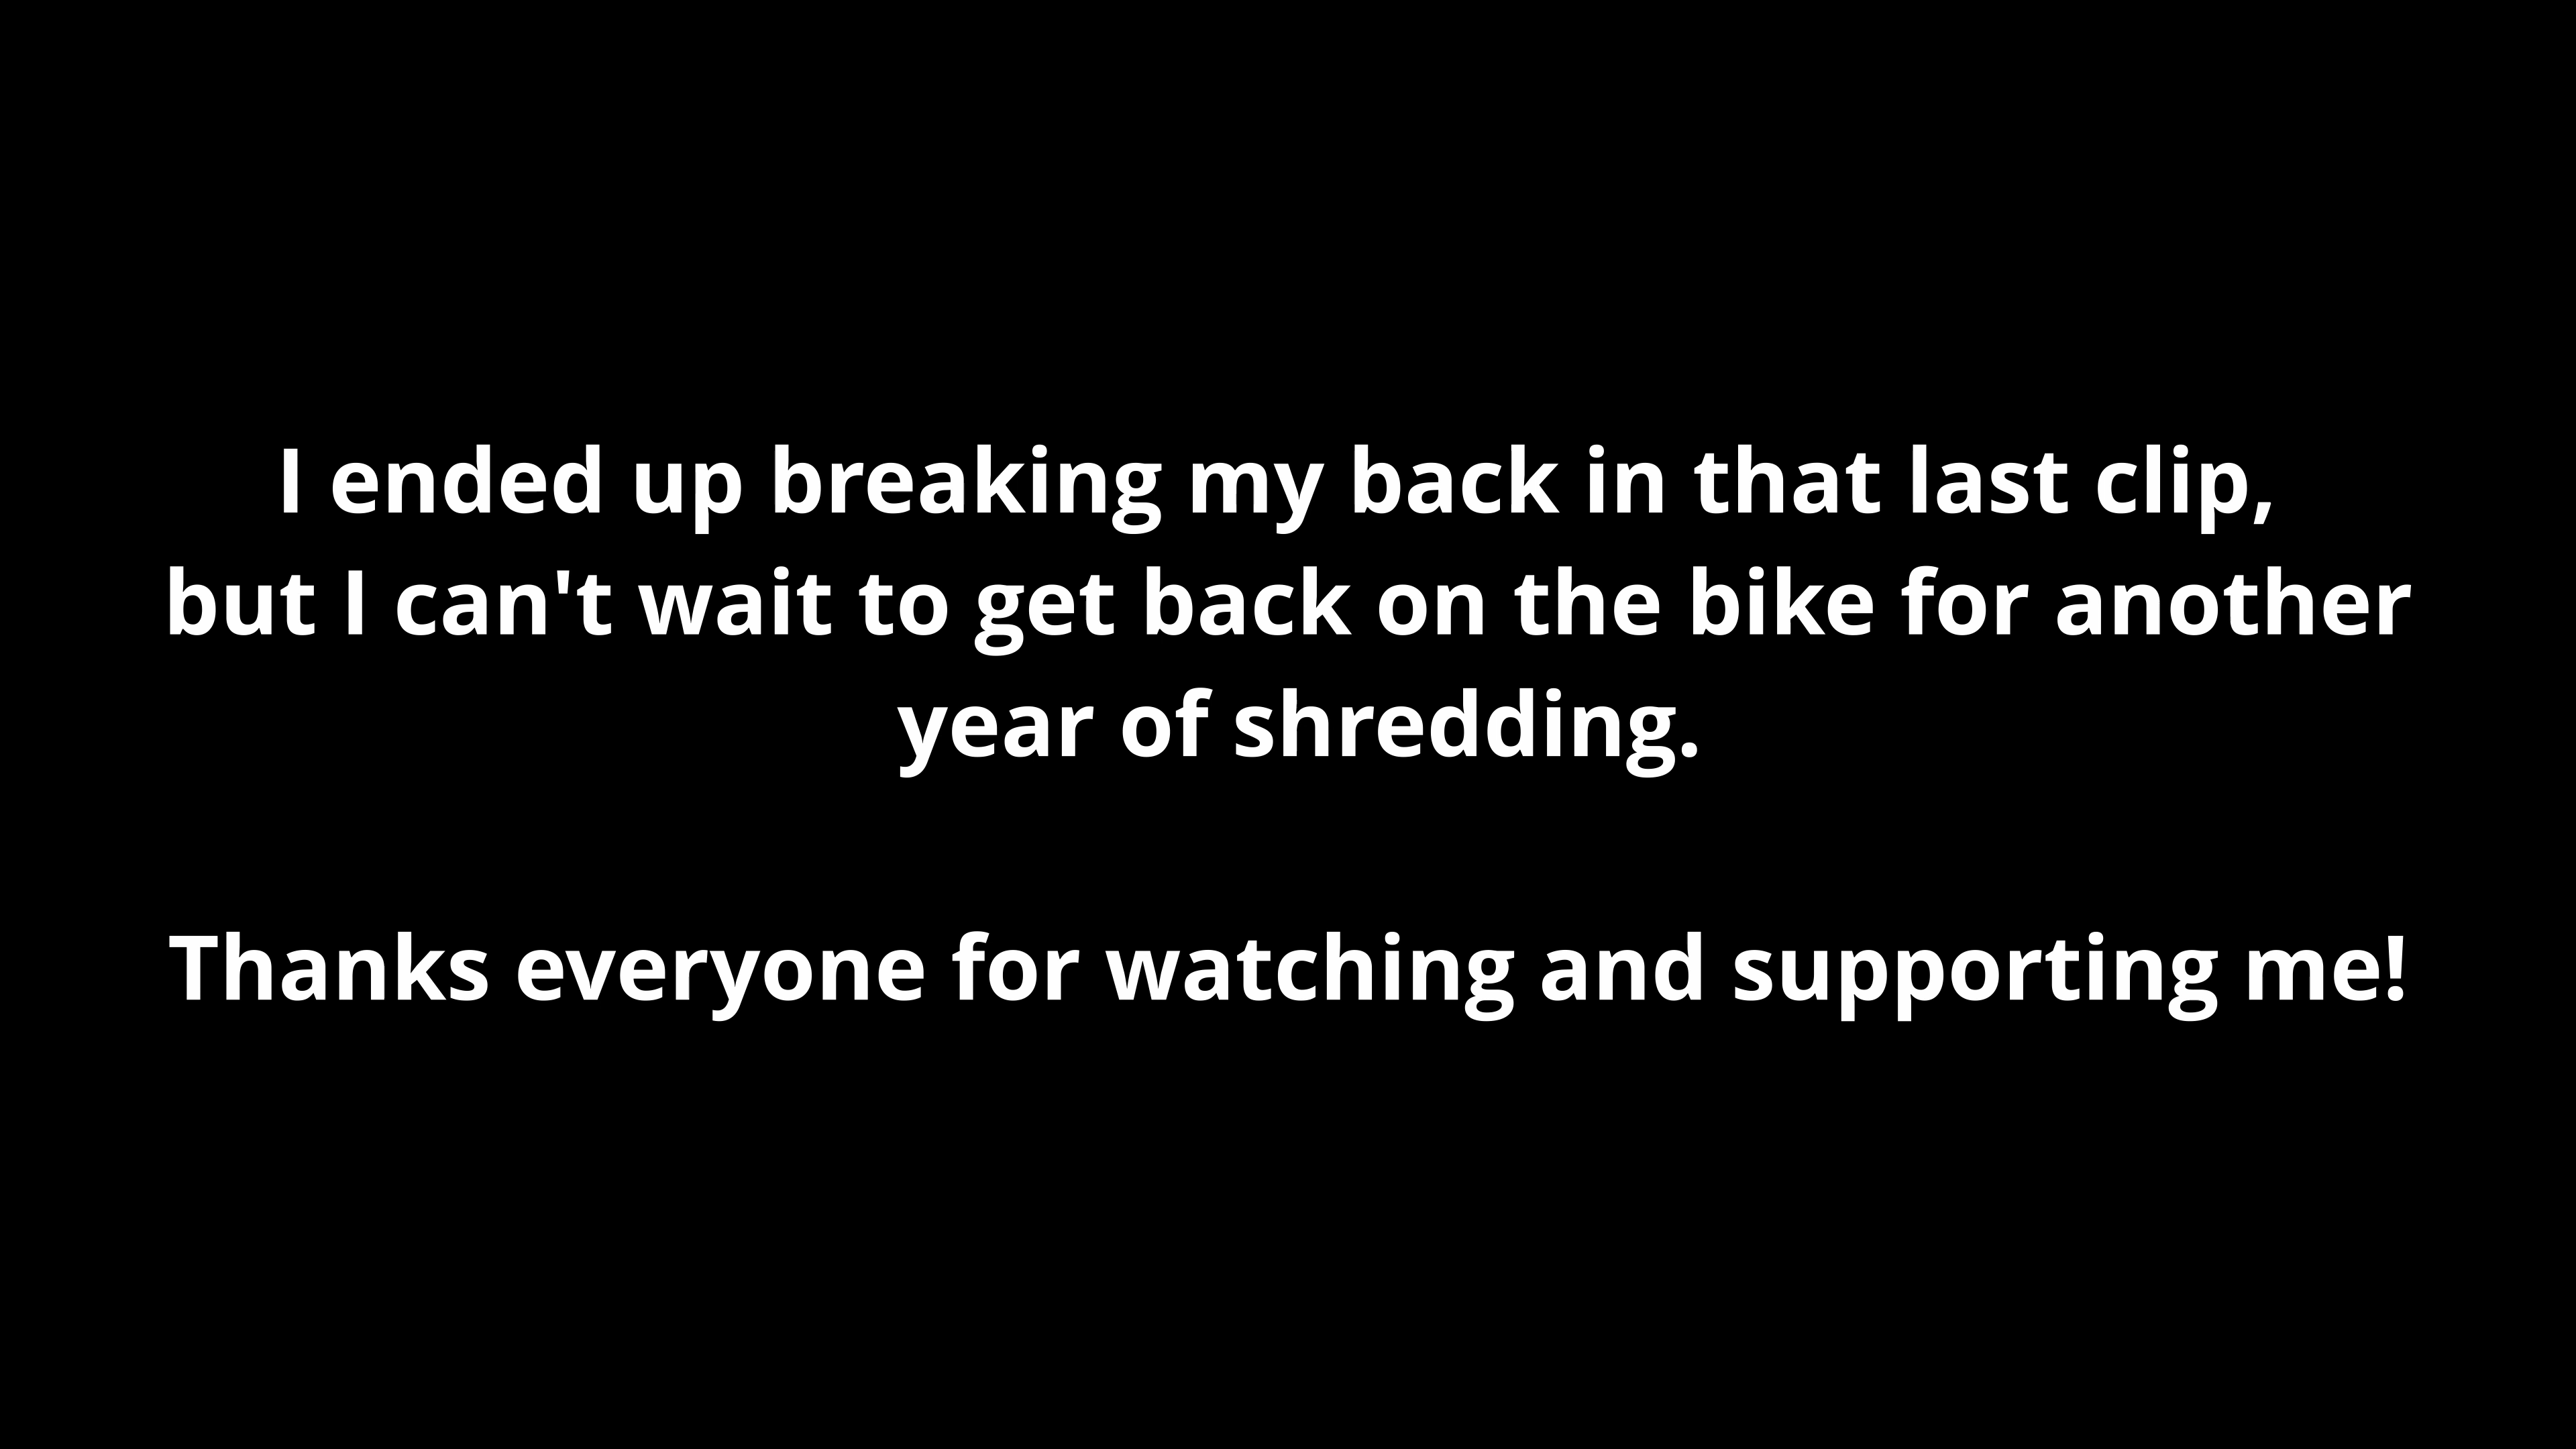 I ended up breaking my back in that last clip,
but I can't wait to get back on the bike for another
year of shredding.
Thanks everyone for watching and supporting me!